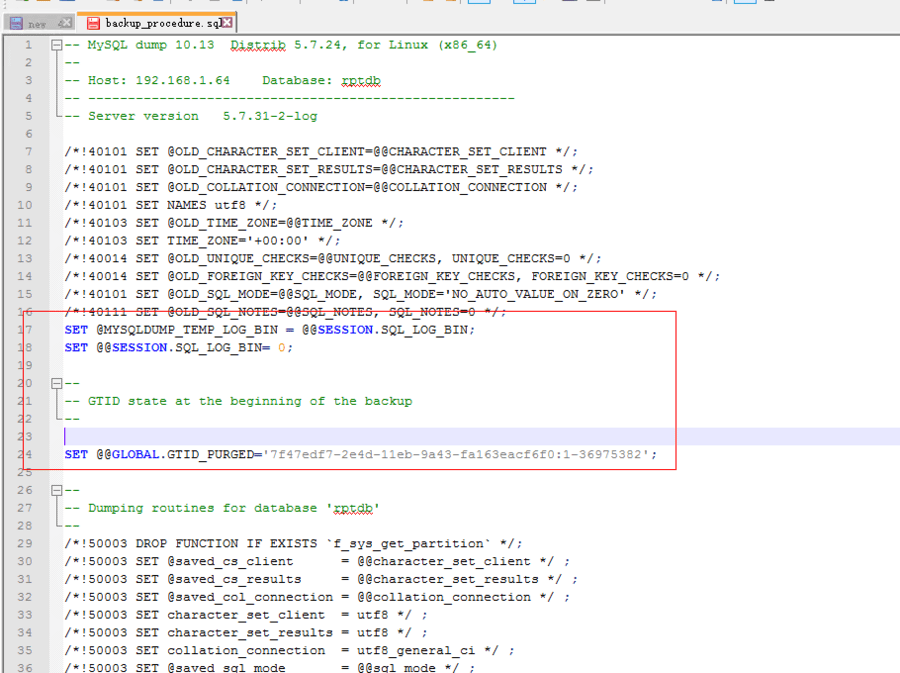 new 4
backup_procedure.sql
1 -- MySQL dump 10.13  Distrib 5.7.24, for Linux (x86_64)
2 --
3 -- Host: 192.168.1.64    Database: rptdb
4 -- ------------------------------------------------------
5 -- Server version   5.7.31-2-log
6
7 /*!40101 SET @OLD_CHARACTER_SET_CLIENT=@@CHARACTER_SET_CLIENT */;
8 /*!40101 SET @OLD_CHARACTER_SET_RESULTS=@@CHARACTER_SET_RESULTS */;
9 /*!40101 SET @OLD_COLLATION_CONNECTION=@@COLLATION_CONNECTION */;
10 /*!40101 SET NAMES utf8 */;
11 /*!40103 SET @OLD_TIME_ZONE=@@TIME_ZONE */;
12 /*!40103 SET TIME_ZONE='+00:00' */;
13 /*!40014 SET @OLD_UNIQUE_CHECKS=@@UNIQUE_CHECKS, UNIQUE_CHECKS=0 */;
14 /*!40014 SET @OLD_FOREIGN_KEY_CHECKS=@@FOREIGN_KEY_CHECKS, FOREIGN_KEY_CHECKS=0 */;
15 /*!40101 SET @OLD_SQL_MODE=@@SQL_MODE, SQL_MODE='NO_AUTO_VALUE_ON_ZERO' */;
16 /*!40111 SET @OLD_SQL_NOTES=@@SQL_NOTES, SQL_NOTES=0 */;
17 SET @MYSQLDUMP_TEMP_LOG_BIN = @@SESSION.SQL_LOG_BIN;
18 SET @@SESSION.SQL_LOG_BIN= 0;
19
20 --
21 -- GTID state at the beginning of the backup
22 --
23
24 SET @@GLOBAL.GTID_PURGED='7f47edf7-2e4d-11eb-9a43-fa163eacf6f0:1-36975382';
25
26 --
27 -- Dumping routines for database 'rptdb'
28 --
29 /*!50003 DROP FUNCTION IF EXISTS `f_sys_get_partition` */;
30 /*!50003 SET @saved_cs_client      = @@character_set_client */ ;
31 /*!50003 SET @saved_cs_results     = @@character_set_results */ ;
32 /*!50003 SET @saved_col_connection = @@collation_connection */ ;
33 /*!50003 SET character_set_client  = utf8 */ ;
34 /*!50003 SET character_set_results = utf8 */ ;
35 /*!50003 SET collation_connection  = utf8_general_ci */ ;
36 /*!50003 SET @saved_sql_mode       = @@sql_mode */ ;